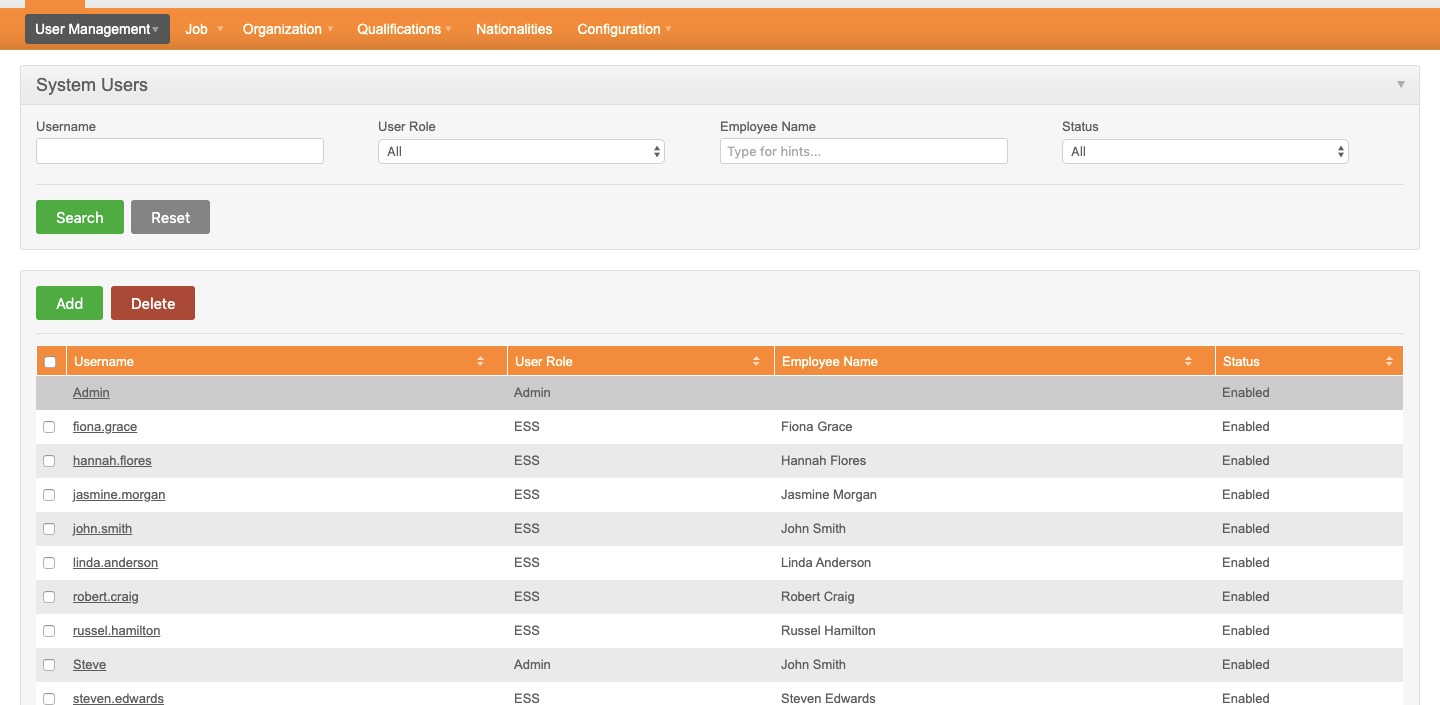 User Management Job Organization Qualifications Nationalities Configuration
System Users
Username User Role Employee Name Status
All Type for hints... All
Search Reset
Add Delete
Username User Role Employee Name Status
Admin Admin Enabled
fiona.grace ESS Fiona Grace Enabled
hannah.flores ESS Hannah Flores Enabled
jasmine.morgan ESS Jasmine Morgan Enabled
john.smith ESS John Smith Enabled
linda.anderson ESS Linda Anderson Enabled
robert.craig ESS Robert Craig Enabled
russel.hamilton ESS Russel Hamilton Enabled
Steve Admin John Smith Enabled
steven.edwards ESS Steven Edwards Enabled